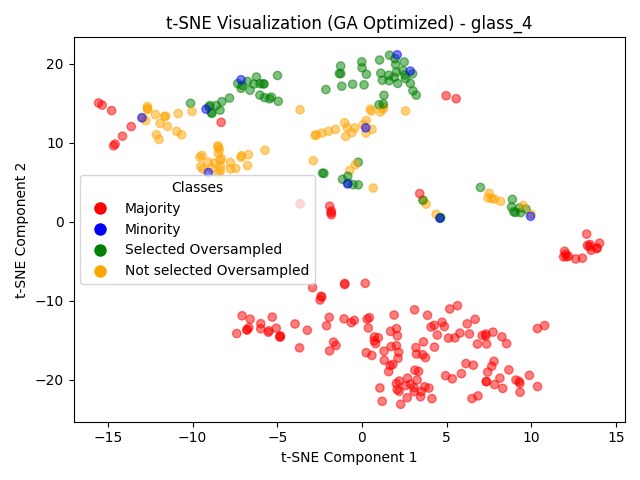 t-SNE Visualization (GA Optimized) - glass_4
t-SNE Component 2
20
10
0
−10
−20
Classes
Majority
Minority
Selected Oversampled
Not selected Oversampled
−15 −10 −5 0 5 10 15
t-SNE Component 1